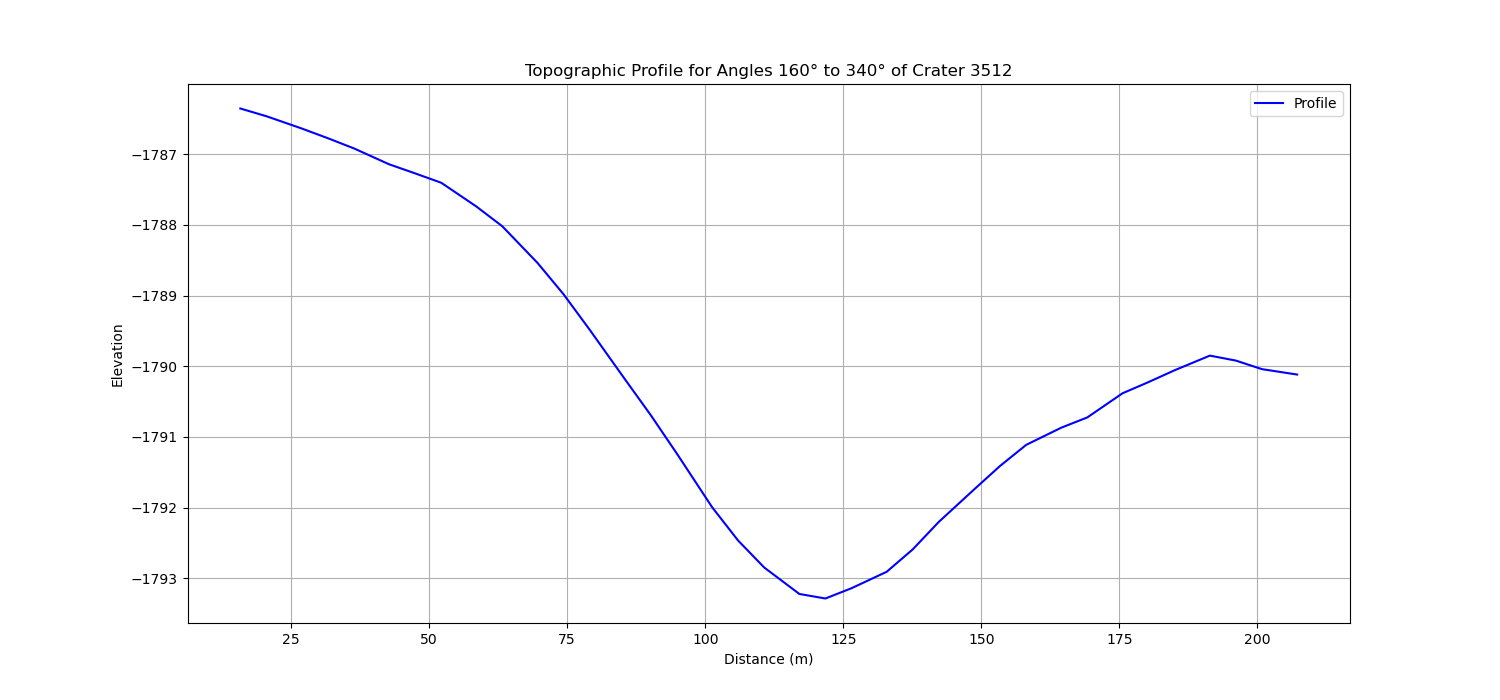 Topographic Profile for Angles 160° to 340° of Crater 3512
Profile
−1787
−1788
−1789
−1790
−1791
−1792
−1793
Elevation
25 50 75 100 125 150 175 200
Distance (m)